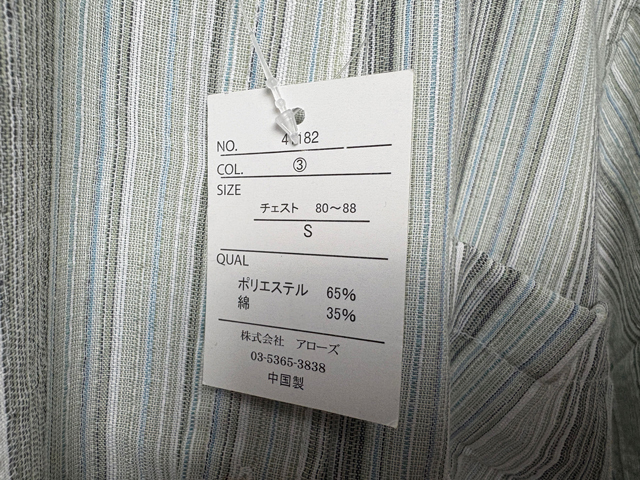 NO.
COL. ③
SIZE
チェスト 80～88
S
QUAL
ポリエステル 65%
綿 35%
株式会社 アローズ
03-5365-3838
中国製